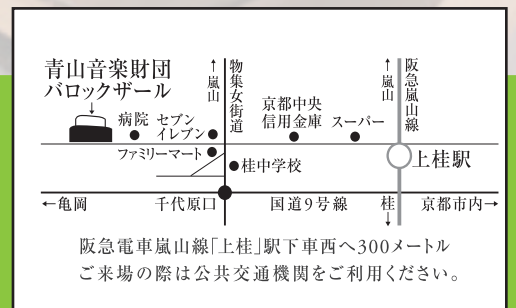 青山音楽財団
バロックザール
病院
セブン
イレブン
ファミリーマート
↑嵐山
物集女街道
京都中央
信用金庫
スーパー
↑嵐山
阪急嵐山線
上桂駅
桂中学校
←亀岡
千代原口
国道9号線
桂↓
京都市内→
阪急電車嵐山線「上桂」駅下車西へ300メートル
ご来場の際は公共交通機関をご利用ください。